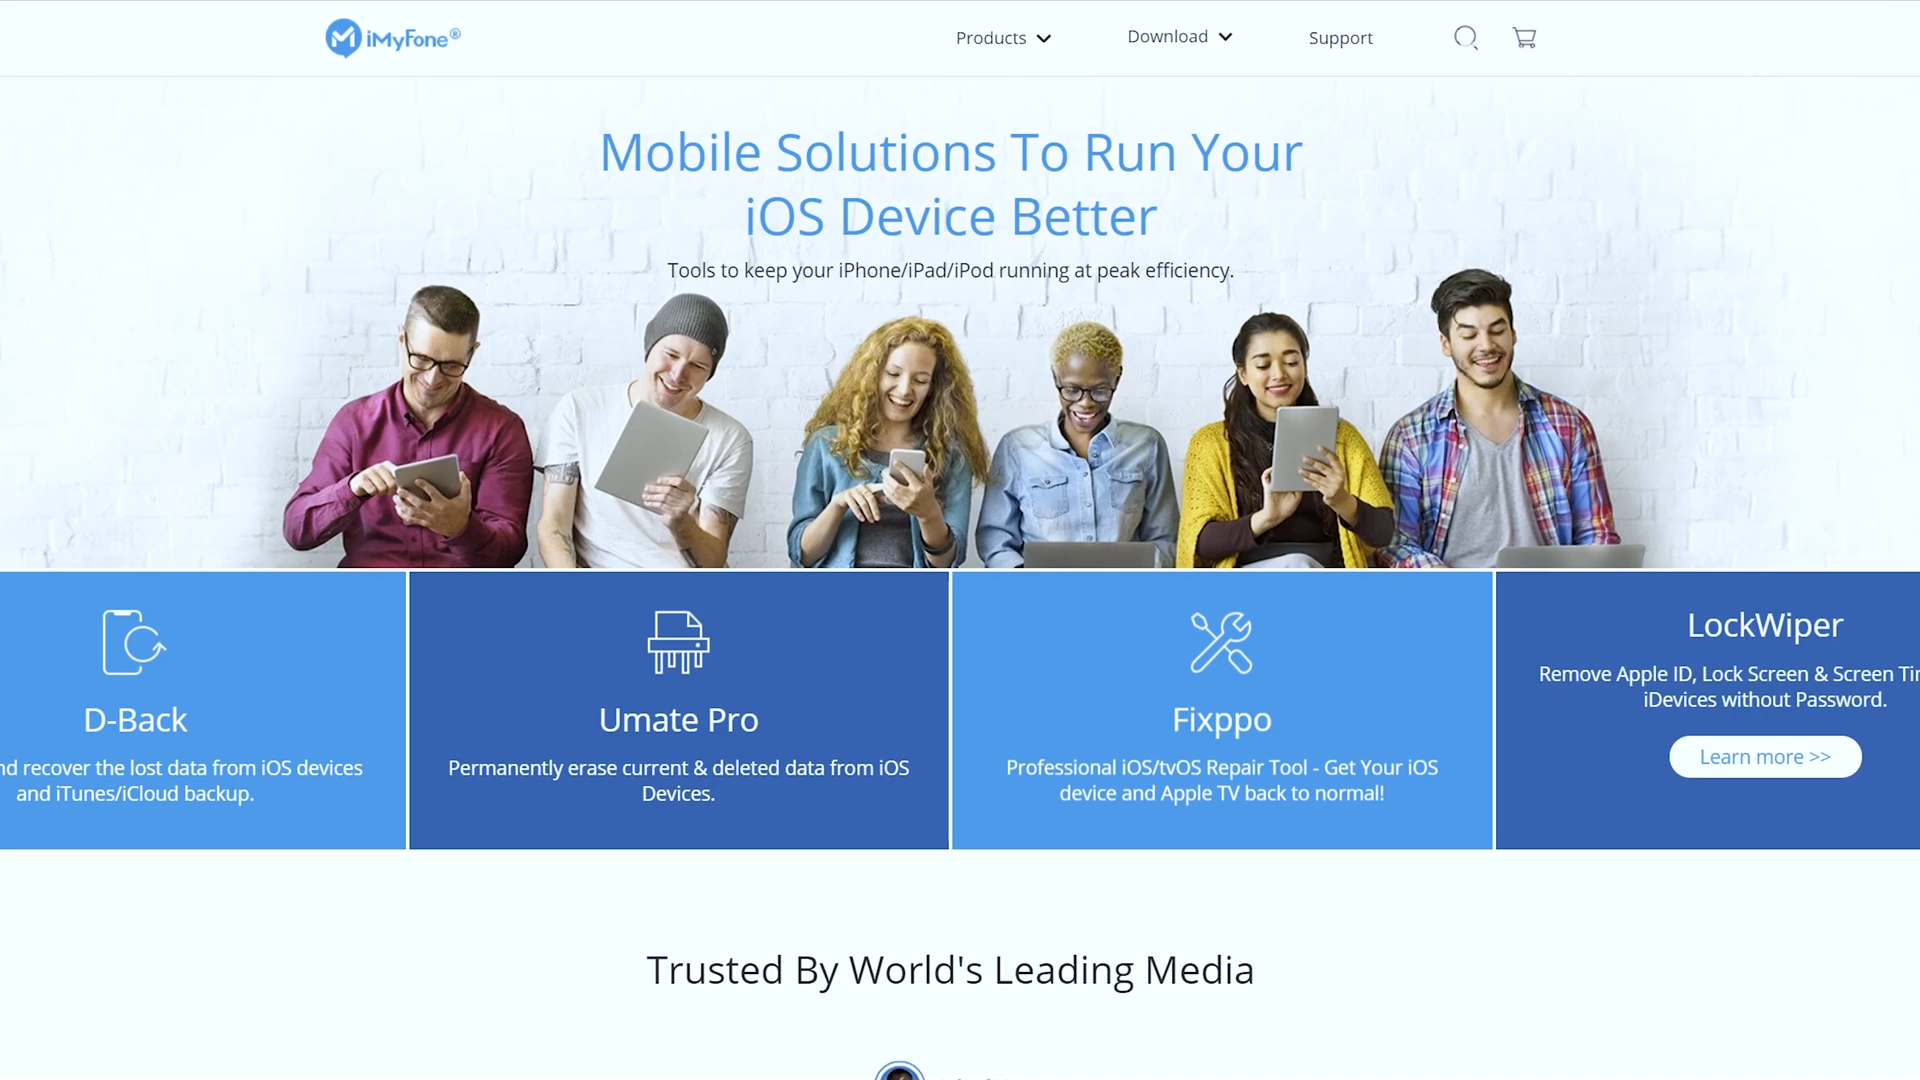 iMyFone®
Products
Download
Support
Mobile Solutions To Run Your
iOS Device Better
Tools to keep your iPhone/iPad/iPod running at peak efficiency.
D-Back
recover the lost data from iOS devices
and iTunes/iCloud backup.
Umate Pro
Permanently erase current & deleted data from iOS
Devices.
Fixppo
Professional iOS/tvOS Repair Tool - Get Your iOS
device and Apple TV back to normal!
LockWiper
Remove Apple ID, Lock Screen & Screen
iDevices without Password.
Learn more >>
Trusted By World's Leading Media